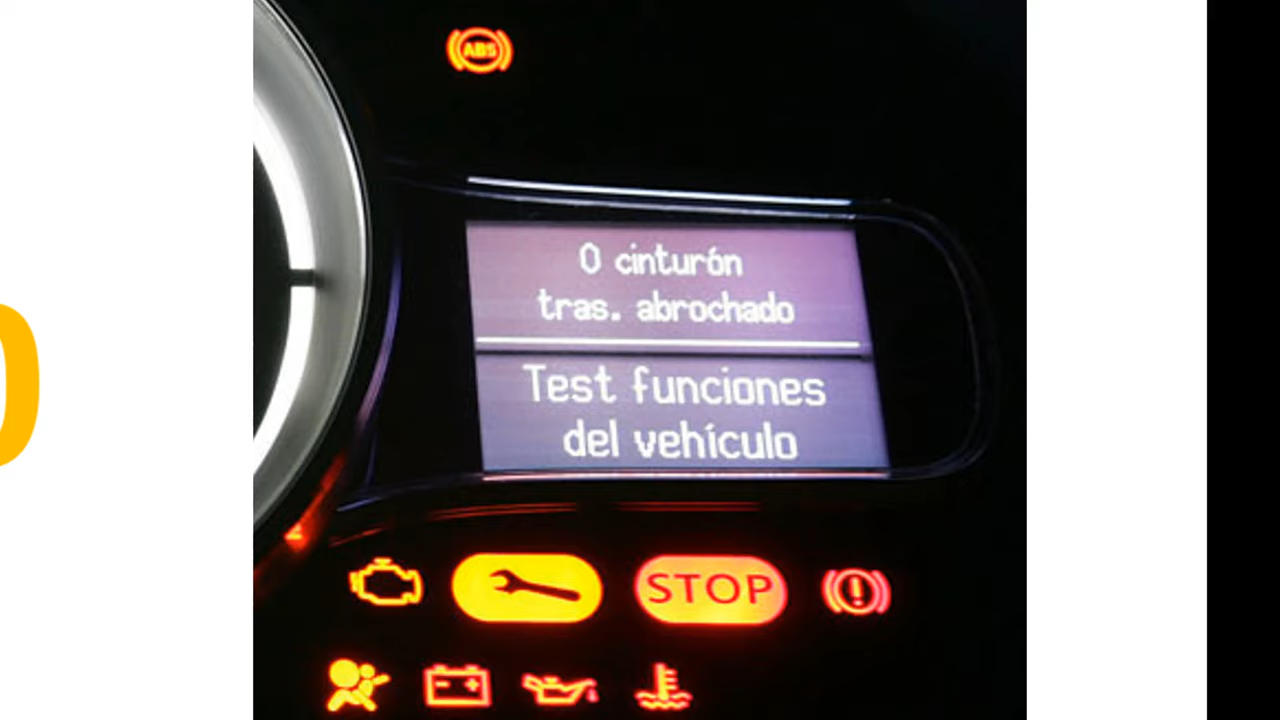 ABS
0 cinturón
tras. abrochado
Test funciones
del vehículo
STOP